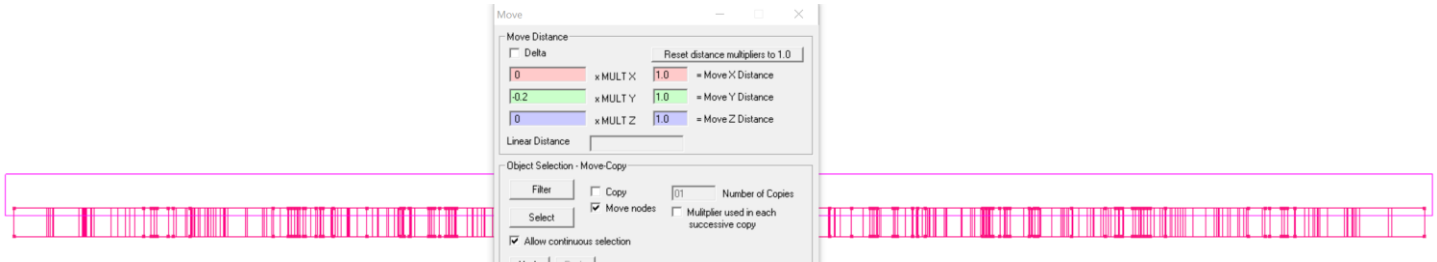 Move
Move Distance
Delta
Reset distance multipliers to 1.0
0 x MULT X 1.0 = Move X Distance
-0.2 x MULT Y 1.0 = Move Y Distance
0 x MULT Z 1.0 = Move Z Distance
Linear Distance
Object Selection - Move-Copy
Filter
Copy
01 Number of Copies
Move nodes
Mulitplier used in each
successive copy
Select
Allow continuous selection